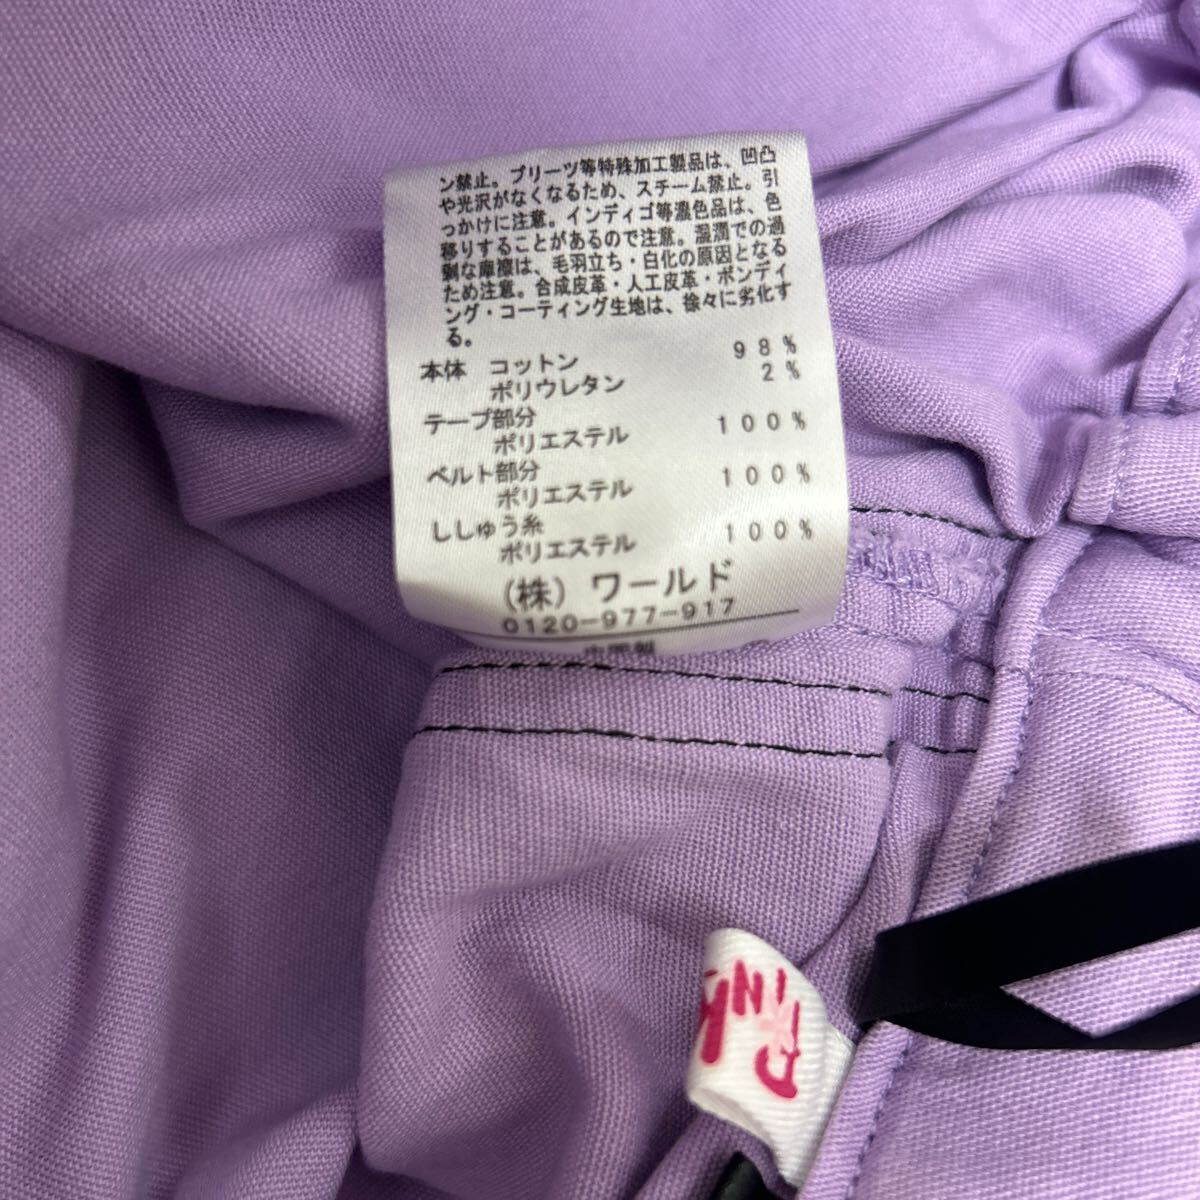 ン禁止。プリーツ等特殊加工製品は、凹凸
や光沢がなくなるため、スチーム禁止。引
っかけに注意。インディゴ等濃色品は、色
移りすることがあるので注意。湿潤での過
剰な摩擦は、毛羽立ち・白化の原因となる
ため注意。合成皮革・人工皮革・ボンディ
ング・コーティング生地は、徐々に劣化す
る。
本体 コットン 98%
ポリウレタン 2%
テープ部分
ポリエステル 100%
ベルト部分
ポリエステル 100%
ししゅう糸
ポリエステル 100%
(株)ワールド
0120-977-917